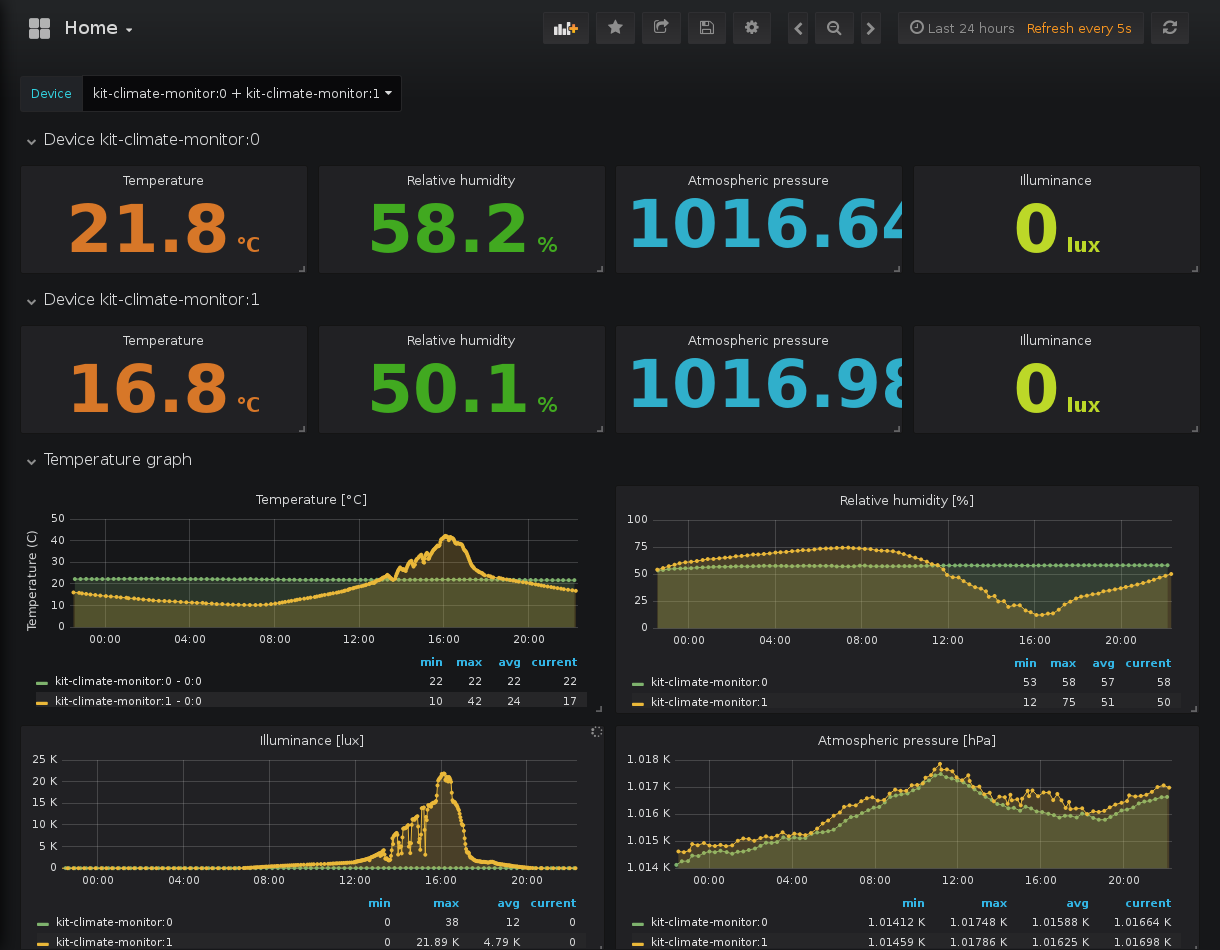 Home
Last 24 hours Refresh every 5s
Device kit-climate-monitor:0 + kit-climate-monitor:1
Device kit-climate-monitor:0
Temperature Relative humidity Atmospheric pressure Illuminance
21.8 °C 58.2 % 1016.64 0 lux
Device kit-climate-monitor:1
Temperature Relative humidity Atmospheric pressure Illuminance
16.8 °C 50.1 % 1016.98 0 lux
Temperature graph
Temperature [°C]
Temperature (C)
50
40
30
20
10
0
00:00 04:00 08:00 12:00 16:00 20:00
min max avg current
kit-climate-monitor:0 - 0:0 22 22 22 22
kit-climate-monitor:1 - 0:0 10 42 24 17
Relative humidity [%]
100
75
50
25
0
00:00 04:00 08:00 12:00 16:00 20:00
min max avg current
kit-climate-monitor:0 53 58 57 58
kit-climate-monitor:1 12 75 51 50
Illuminance [lux]
25 K
20 K
15 K
10 K
5 K
0
00:00 04:00 08:00 12:00 16:00 20:00
min max avg current
kit-climate-monitor:0 0 38 12 0
kit-climate-monitor:1 0 21.89 K 4.79 K 0
Atmospheric pressure [hPa]
1.018 K
1.017 K
1.016 K
1.015 K
1.014 K
00:00 04:00 08:00 12:00 16:00 20:00
min max avg current
kit-climate-monitor:0 1.01412 K 1.01748 K 1.01588 K 1.01664 K
kit-climate-monitor:1 1.01459 K 1.01786 K 1.01625 K 1.01698 K